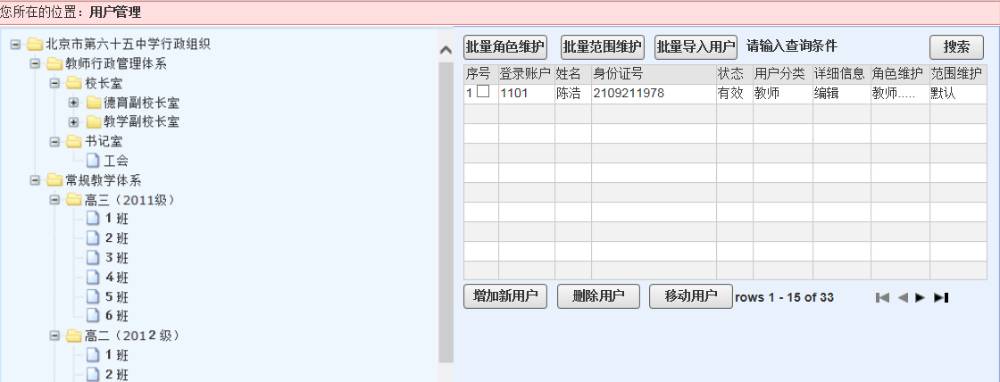 您所在的位置：用户管理
北京市第六十五中学行政组织
教师行政管理体系
校长室
德育副校长室
教学副校长室
书记室
工会
常规教学体系
高三（2011级）
1 班
2 班
3 班
4 班
5 班
6 班
高二（2012 级）
1 班
2 班
批量角色维护 批量范围维护 批量导入用户 请输入查询条件 搜索
序号 登录账户 姓名 身份证号 状态 用户分类 详细信息 角色维护 范围维护
1 1101 陈浩 2109211978 有效 教师 编辑 教师..... 默认
增加新用户 删除用户 移动用户 rows 1 - 15 of 33